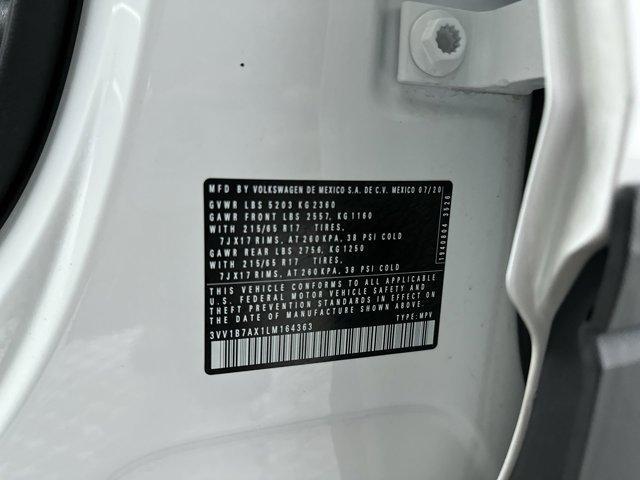 MFD BY VOLKSWAGEN DE MEXICO S.A. DE C.V. MEXICO 07/20
GVWR LBS 5203 KG 2360
GAWR FRONT LBS 2557, KG 1160
WITH 215/65 R17 TIRES,
7JX17 RIMS, AT 260 KPA, 38 PSI COLD
GAWR REAR LBS 2756, KG 1250
WITH 215/65 R17 TIRES,
7JX17 RIMS, AT 260 KPA, 38 PSI COLD
THIS VEHICLE CONFORMS TO ALL APPLICABLE
U.S. FEDERAL MOTOR VEHICLE SAFETY AND
THEFT PREVENTION STANDARDS IN EFFECT ON
THE DATE OF MANUFACTURE SHOWN ABOVE.
3VV1B7AX1LM164363 TYPE: MPV
1940804 3526